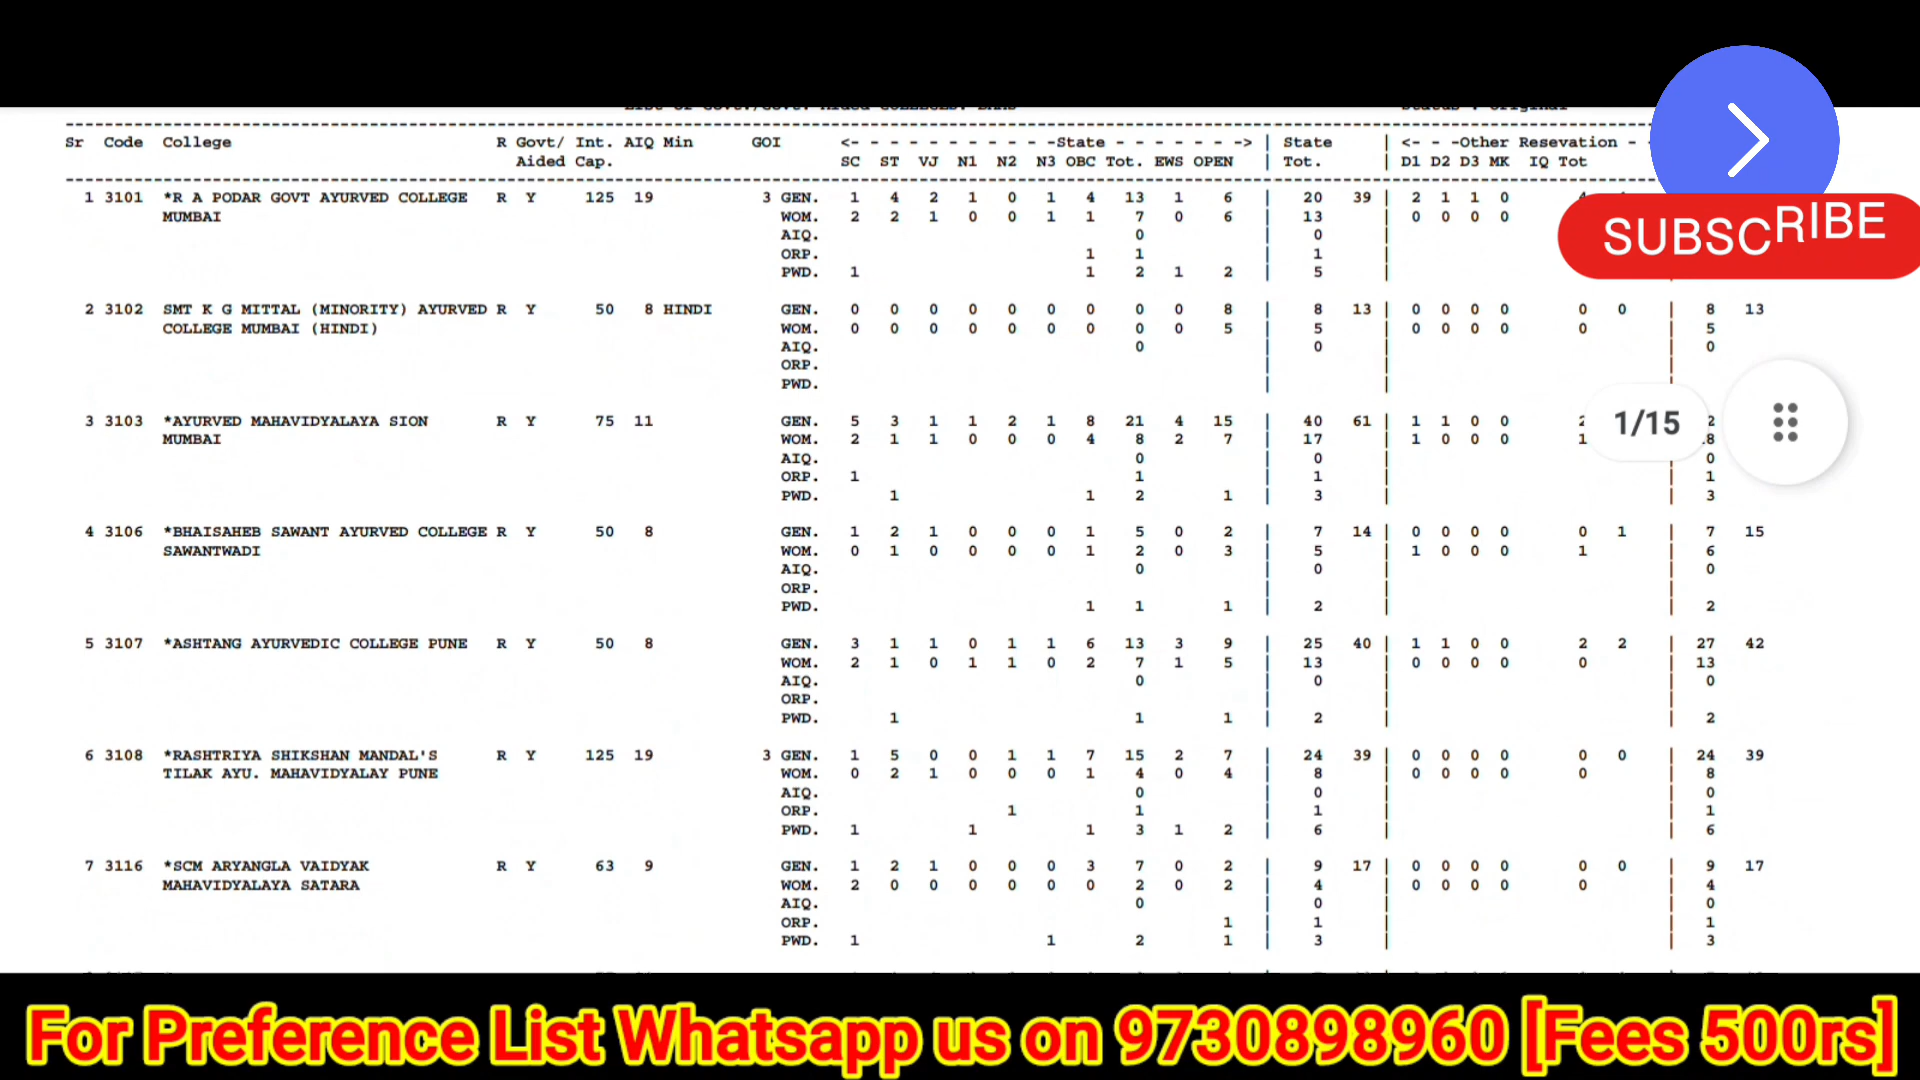 Sr Code College R Govt/ Int. AIQ Min GOI <- - - - - - - - - - -State - - - - - - -> | State | <- - -Other Resevation -
Aided Cap. SC ST VJ N1 N2 N3 OBC Tot. EWS OPEN | Tot. | D1 D2 D3 MK IQ Tot
1 3101 *R A PODAR GOVT AYURVED COLLEGE R Y 125 19 3 GEN. 1 4 2 1 0 1 4 13 1 6 | 20 39 | 2 1 1 0
MUMBAI WOM. 2 2 1 0 0 1 1 7 0 6 | 13 | 0 0 0 0
AIQ. 0 | 0 |
ORP. 1 1 | 1 |
PWD. 1 1 2 1 2 | 5 |
2 3102 SMT K G MITTAL (MINORITY) AYURVED R Y 50 8 HINDI GEN. 0 0 0 0 0 0 0 0 0 8 | 8 13 | 0 0 0 0 0 0 | 8 13
COLLEGE MUMBAI (HINDI) WOM. 0 0 0 0 0 0 0 0 0 5 | 5 | 0 0 0 0 0 | 5
AIQ. 0 | 0 | | 0
ORP. | |
PWD. | |
3 3103 *AYURVED MAHAVIDYALAYA SION R Y 75 11 GEN. 5 3 1 1 2 1 8 21 4 15 | 40 61 | 1 1 0 0
MUMBAI WOM. 2 1 1 0 0 0 4 8 2 7 | 17 | 1 0 0 0 1
AIQ. 0 | 0 | | 0
ORP. 1 1 | 1 | | 1
PWD. 1 1 2 1 | 3 | | 3
4 3106 *BHAISAHEB SAWANT AYURVED COLLEGE R Y 50 8 GEN. 1 2 1 0 0 0 1 5 0 2 | 7 14 | 0 0 0 0 0 1 | 7 15
SAWANTWADI WOM. 0 1 0 0 0 0 1 2 0 3 | 5 | 1 0 0 0 1 | 6
AIQ. 0 | 0 | | 0
ORP. | | |
PWD. 1 1 1 | 2 | | 2
5 3107 *ASHTANG AYURVEDIC COLLEGE PUNE R Y 50 8 GEN. 3 1 1 0 1 1 6 13 3 9 | 25 40 | 1 1 0 0 2 2 | 27 42
WOM. 2 1 0 1 1 0 2 7 1 5 | 13 | 0 0 0 0 0 | 13
AIQ. 0 | 0 | | 0
ORP. | | |
PWD. 1 1 1 | 2 | | 2
6 3108 *RASHTRIYA SHIKSHAN MANDAL'S R Y 125 19 3 GEN. 1 5 0 0 1 1 7 15 2 7 | 24 39 | 0 0 0 0 0 0 | 24 39
TILAK AYU. MAHAVIDYALAY PUNE WOM. 0 2 1 0 0 0 1 4 0 4 | 8 | 0 0 0 0 0 | 8
AIQ. 0 | 0 | | 0
ORP. 1 1 | 1 | | 1
PWD. 1 1 1 3 1 2 | 6 | | 6
7 3116 *SCM ARYANGLA VAIDYAK R Y 63 9 GEN. 1 2 1 0 0 0 3 7 0 2 | 9 17 | 0 0 0 0 0 0 | 9 17
MAHAVIDYALAYA SATARA WOM. 2 0 0 0 0 0 0 2 0 2 | 4 | 0 0 0 0 0 | 4
AIQ. 0 | 0 | | 0
ORP. 1 | 1 | | 1
PWD. 1 1 2 1 | 3 | | 3
SUBSCRIBE
1/15
For Preference List Whatsapp us on 9730898960 [Fees 500rs]